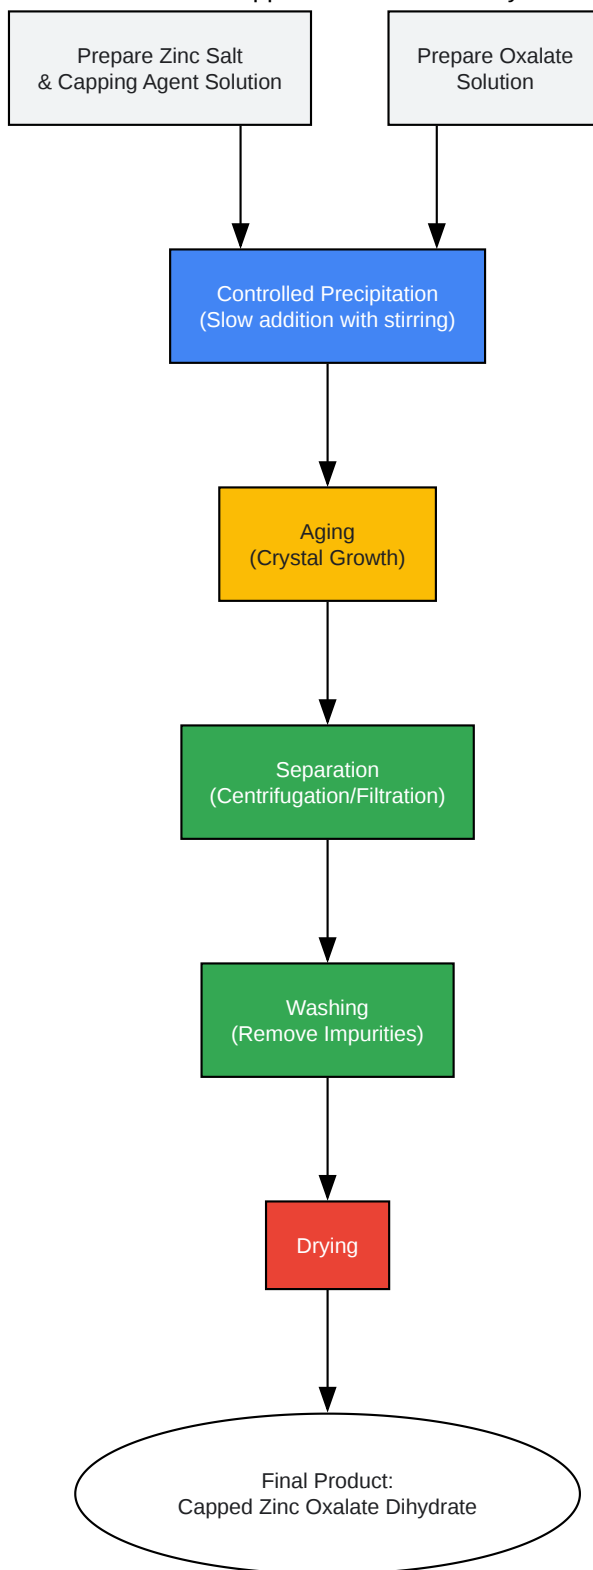 Prepare Zinc Salt
& Capping Agent Solution
Prepare Oxalate
Solution
Controlled Precipitation
(Slow addition with stirring)
Aging
(Crystal Growth)
Separation
(Centrifugation/Filtration)
Washing
(Remove Impurities)
Drying
Final Product:
Capped Zinc Oxalate Dihydrate